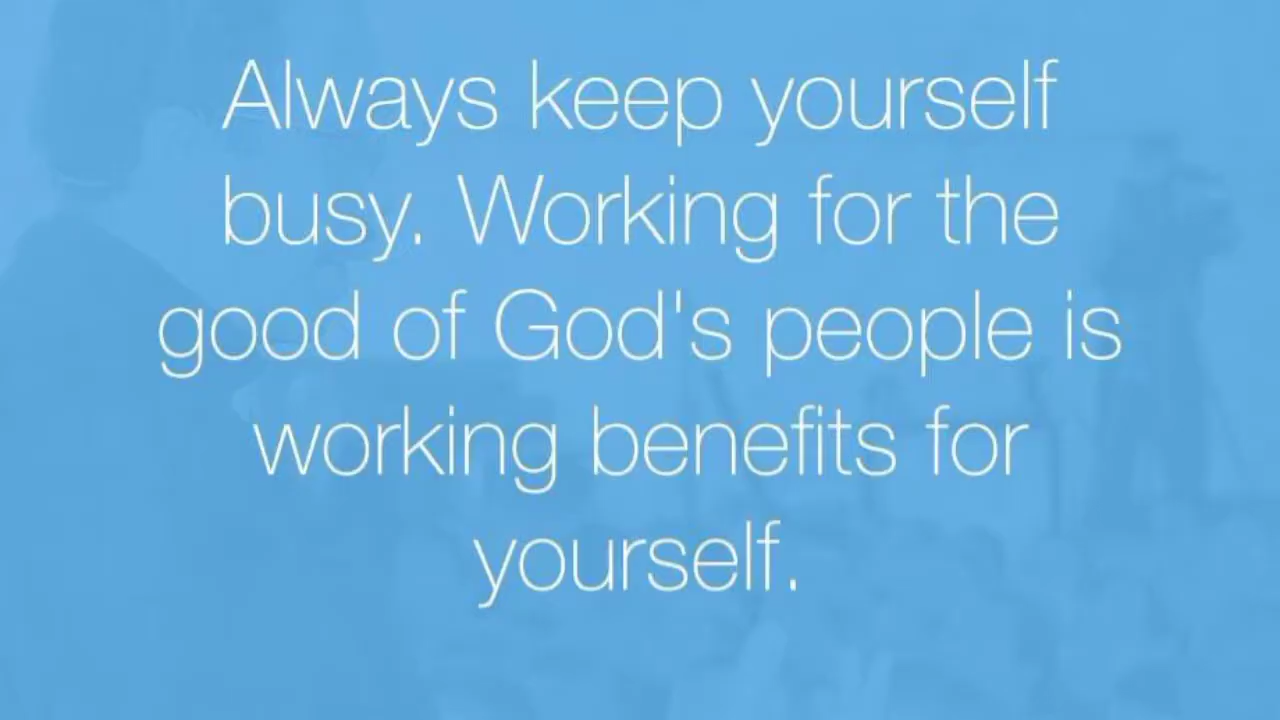 Always keep yourself
busy. Working for the
good of God's people is
working benefits for
yourself.